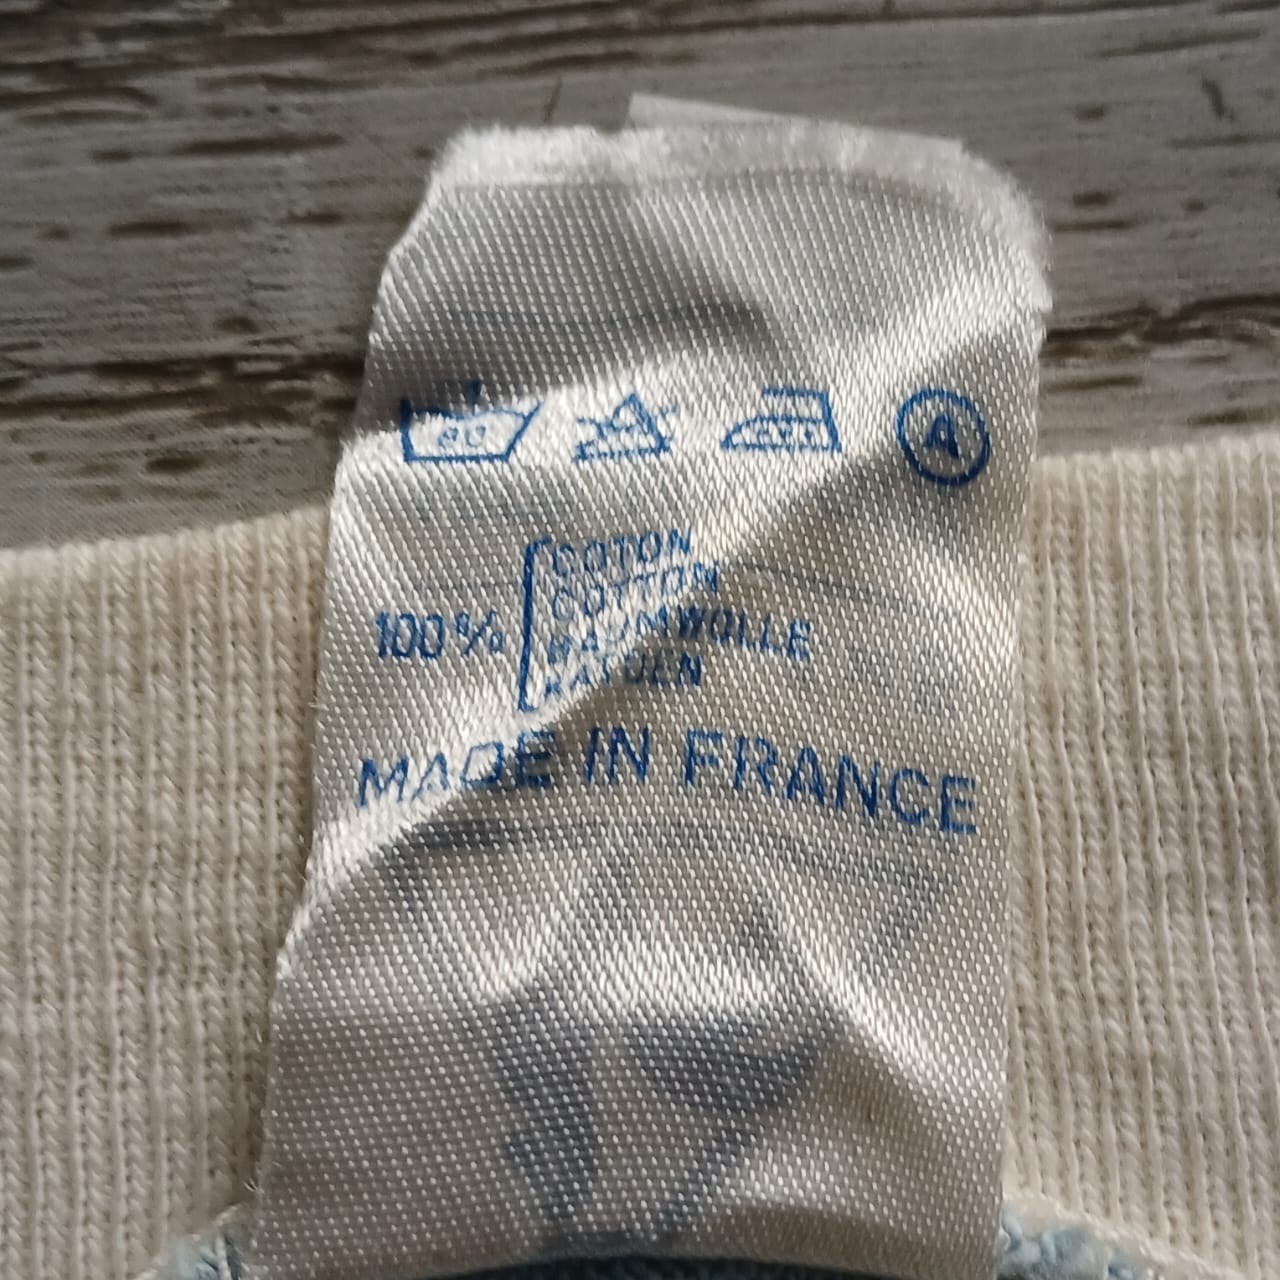 80
A
COTON
COTTON
100% BAUMWOLLE
KATOEN
MADE IN FRANCE